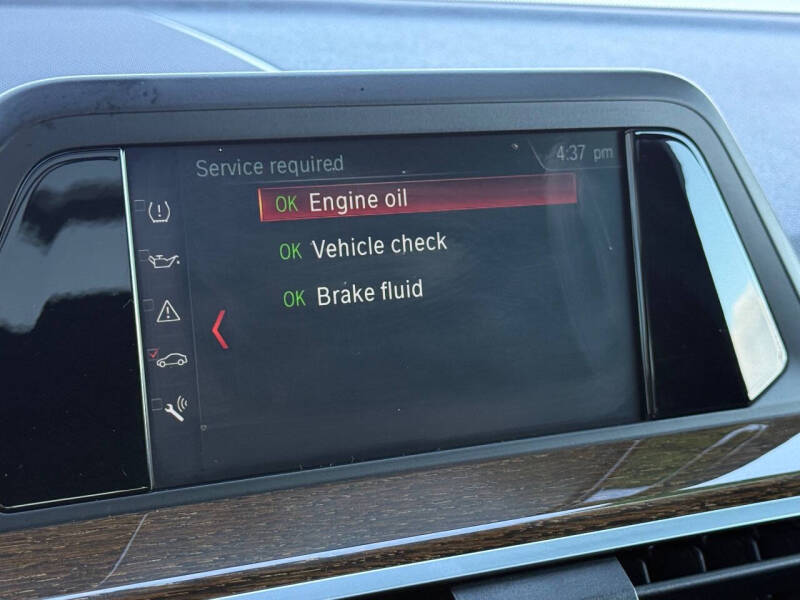 Service required
4:37 pm
OK Engine oil
OK Vehicle check
OK Brake fluid